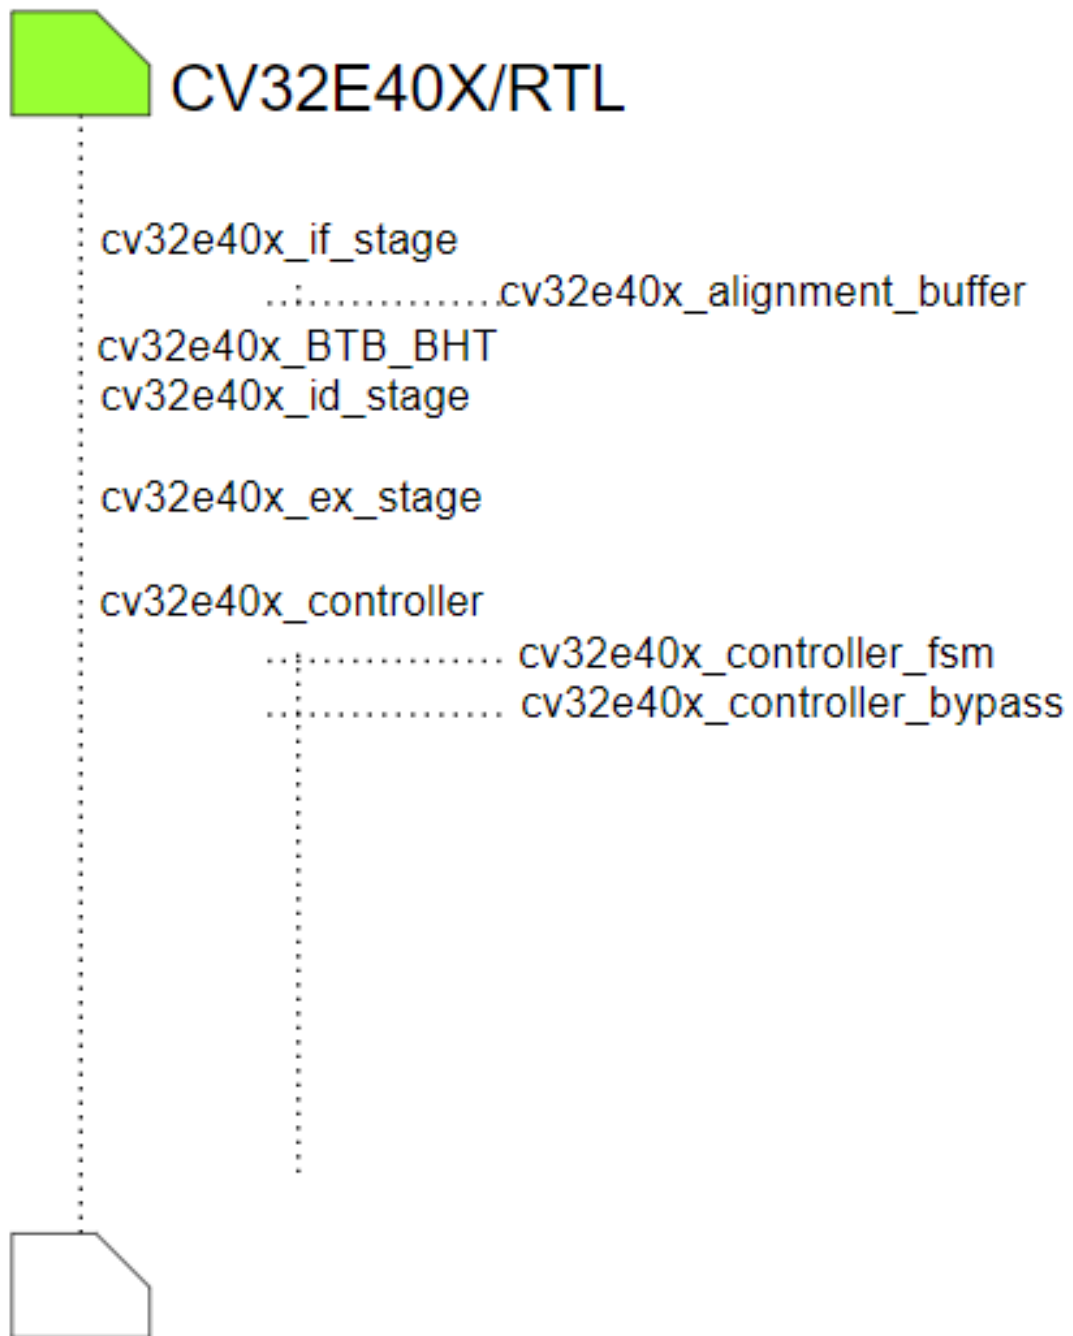 CV32E40X/RTL
cv32e40x_if_stage
cv32e40x_alignment_buffer
cv32e40x_BTB_BHT
cv32e40x_id_stage
cv32e40x_ex_stage
cv32e40x_controller
cv32e40x_controller_fsm
cv32e40x_controller_bypass